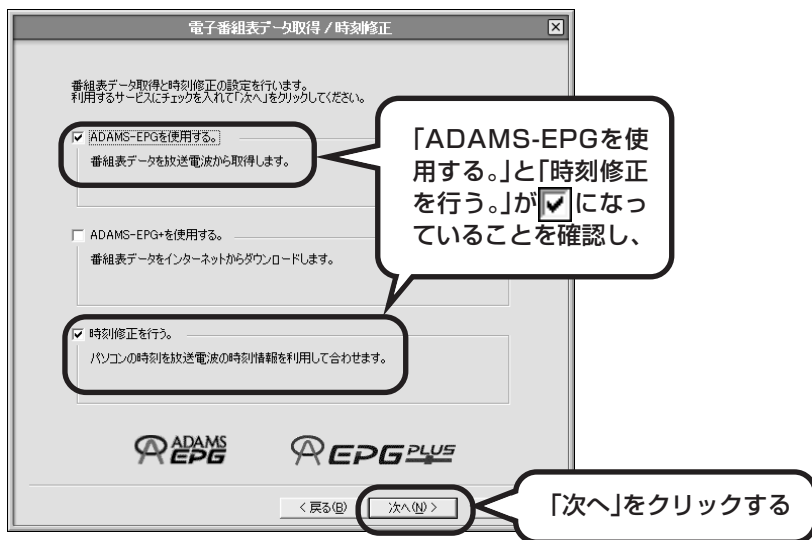 電子番組表データ取得 / 時刻修正
番組表データ取得と時刻修正の設定を行います。
利用するサービスにチェックを入れて「次へ」をクリックしてください。
ADAMS-EPGを使用する。
番組表データを放送電波から取得します。
「ADAMS-EPGを使
用する。」と「時刻修正
を行う。」が になっ
ていることを確認し、
ADAMS-EPG+を使用する。
番組表データをインターネットからダウンロードします。
時刻修正を行う。
パソコンの時刻を放送電波の時刻情報を利用して合わせます。
ADAMS
EPG
EPG PLUS
< 戻る(B)
次へ(N) >
「次へ」をクリックする